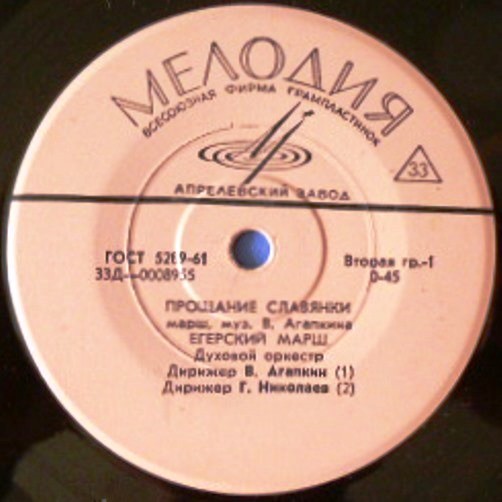 МЕЛОДИЯ
ВСЕСОЮЗНАЯ ФИРМА ГРАМПЛАСТИНОК
33
АПРЕЛЕВСКИЙ ЗАВОД
ГОСТ 5289-61
33Д—0008955
Вторая гр.-1
0-45
ПРОЩАНИЕ СЛАВЯНКИ
марш, муз. В. Агапкина
ЕГЕРСКИЙ МАРШ
Духовой оркестр
Дирижер В. Агапкин (1)
Дирижер Г. Николаев (2)